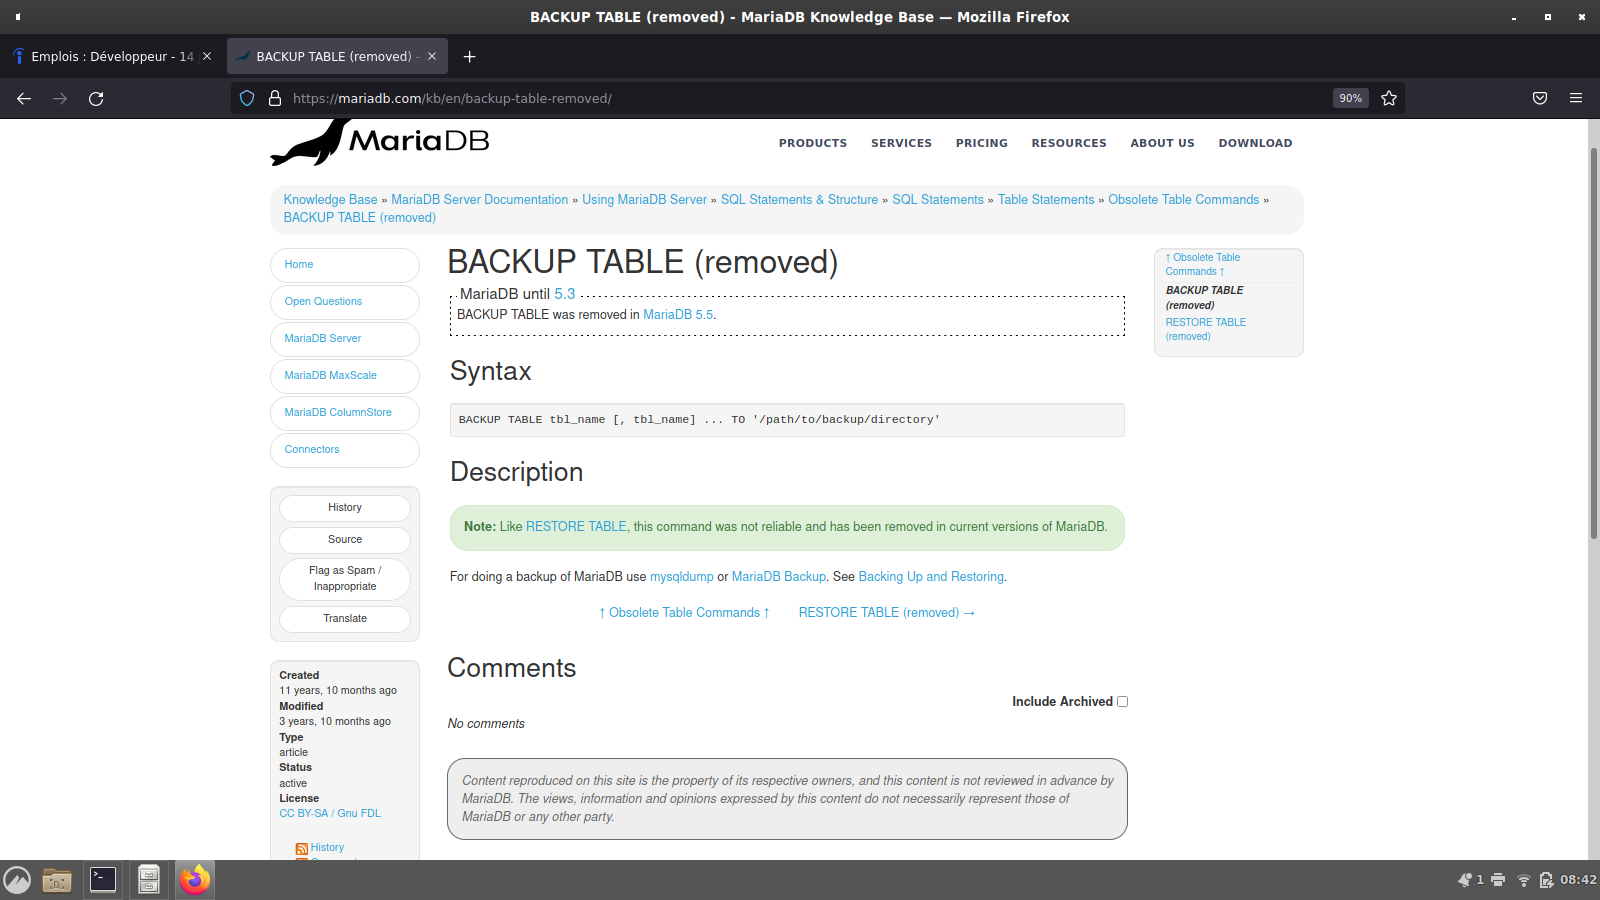 BACKUP TABLE (removed) - MariaDB Knowledge Base — Mozilla Firefox
Emplois : Développeur - 14
BACKUP TABLE (removed) -
https://mariadb.com/kb/en/backup-table-removed/
90%
MariaDB
PRODUCTS SERVICES PRICING RESOURCES ABOUT US DOWNLOAD
Knowledge Base » MariaDB Server Documentation » Using MariaDB Server » SQL Statements & Structure » SQL Statements » Table Statements » Obsolete Table Commands »
BACKUP TABLE (removed)
Home
Open Questions
MariaDB Server
MariaDB MaxScale
MariaDB ColumnStore
Connectors
History
Source
Flag as Spam /
Inappropriate
Translate
Created
11 years, 10 months ago
Modified
3 years, 10 months ago
Type
article
Status
active
License
CC BY-SA / Gnu FDL
History
BACKUP TABLE (removed)
MariaDB until 5.3
BACKUP TABLE was removed in MariaDB 5.5.
Syntax
BACKUP TABLE tbl_name [, tbl_name] ... TO '/path/to/backup/directory'
Description
Note: Like RESTORE TABLE, this command was not reliable and has been removed in current versions of MariaDB.
For doing a backup of MariaDB use mysqldump or MariaDB Backup. See Backing Up and Restoring.
↑ Obsolete Table Commands ↑ RESTORE TABLE (removed) →
Comments
Include Archived
No comments
Content reproduced on this site is the property of its respective owners, and this content is not reviewed in advance by
MariaDB. The views, information and opinions expressed by this content do not necessarily represent those of
MariaDB or any other party.
↑ Obsolete Table
Commands ↑
BACKUP TABLE
(removed)
RESTORE TABLE
(removed)
1
08:42